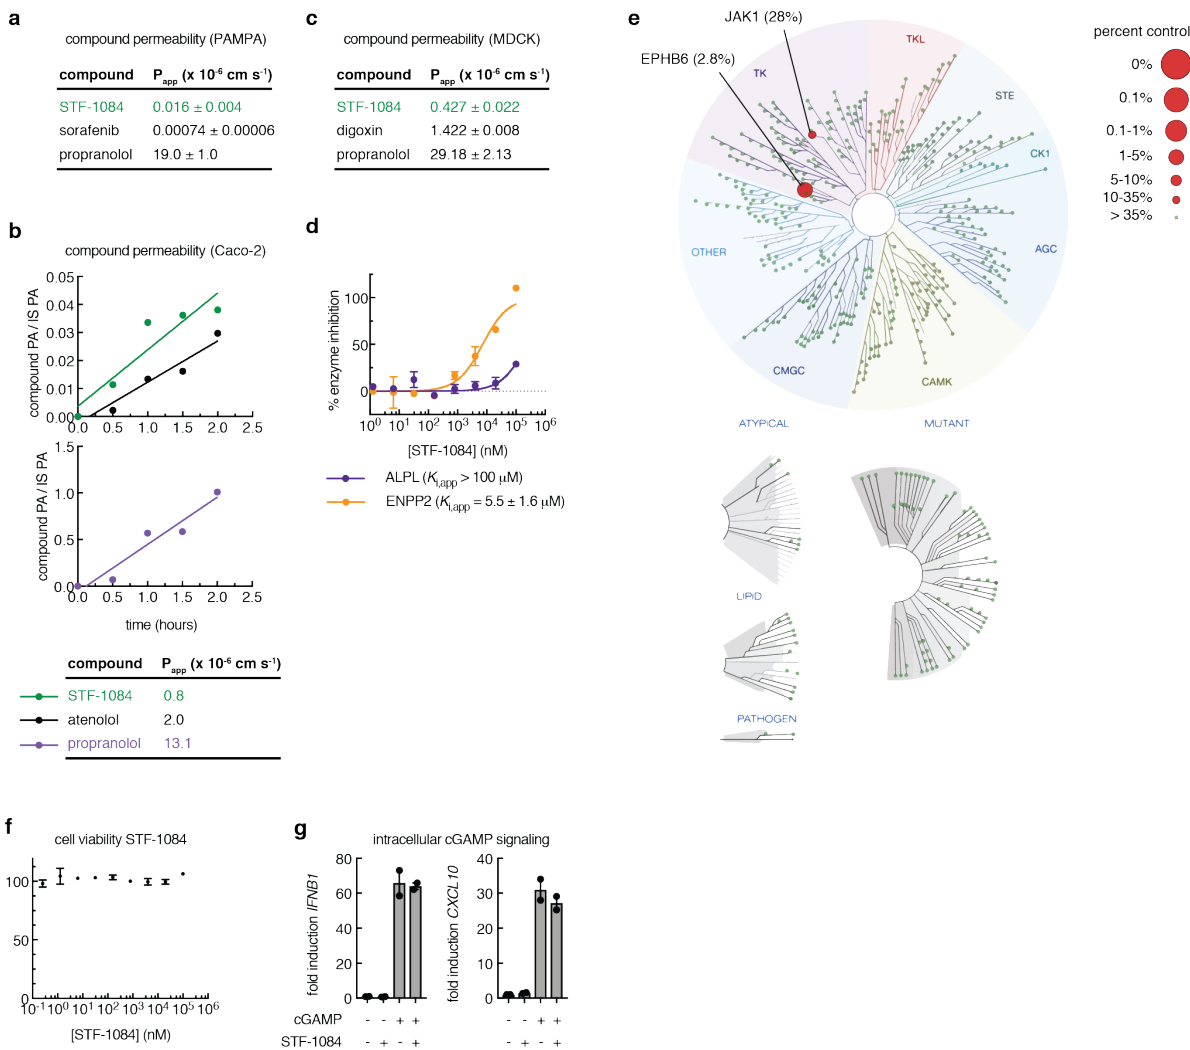 a
compound permeability (PAMPA)
compound P_app (x 10⁻⁶ cm s⁻¹)
STF-1084 0.016 ± 0.004
sorafenib 0.00074 ± 0.00006
propranolol 19.0 ± 1.0
c
compound permeability (MDCK)
compound P_app (x 10⁻⁶ cm s⁻¹)
STF-1084 0.427 ± 0.022
digoxin 1.422 ± 0.008
propranolol 29.18 ± 2.13
b
compound permeability (Caco-2)
compound PA / IS PA
0.05
0.04
0.03
0.02
0.01
0.00
0.0 0.5 1.0 1.5 2.0 2.5
compound PA / IS PA
1.5
1.0
0.5
0.0
0.0 0.5 1.0 1.5 2.0 2.5
time (hours)
compound P_app (x 10⁻⁶ cm s⁻¹)
STF-1084 0.8
atenolol 2.0
propranolol 13.1
d
% enzyme inhibition
100
50
0
10⁰ 10¹ 10² 10³ 10⁴ 10⁵ 10⁶
[STF-1084] (nM)
ALPL (K_i,app > 100 µM)
ENPP2 (K_i,app = 5.5 ± 1.6 µM)
e
JAK1 (28%)
EPHB6 (2.8%)
TK
TKL
STE
CK1
AGC
CAMK
CMGC
OTHER
percent control
0%
0.1%
0.1-1%
1-5%
5-10%
10-35%
> 35%
ATYPICAL
MUTANT
LIPID
PATHOGEN
f
cell viability STF-1084
100
50
0
10⁻¹ 10⁰ 10¹ 10² 10³ 10⁴ 10⁵ 10⁶
[STF-1084] (nM)
g
intracellular cGAMP signaling
fold induction IFNB1
80
60
40
20
0
fold induction CXCL10
40
30
20
10
0
cGAMP - - + + - - + +
STF-1084 - + - + - + - +